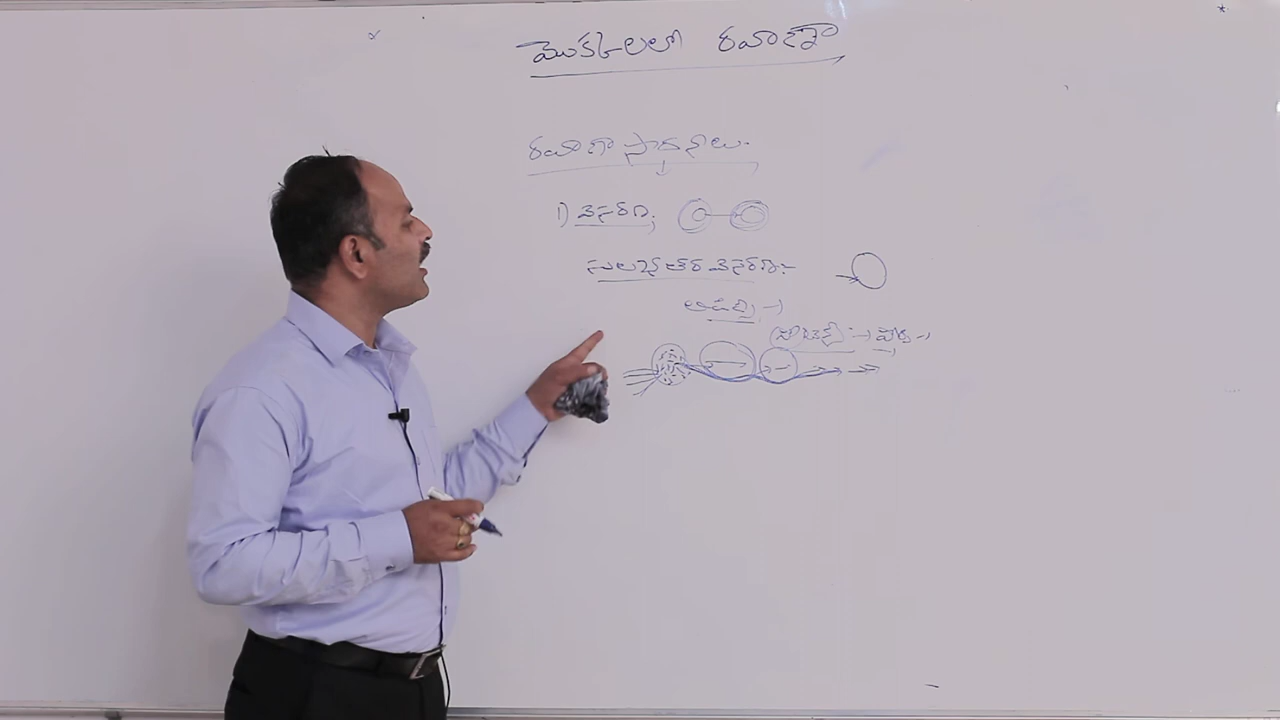 మొక్కలలో రవాణా
రవాణా సాధనాలు.
1) విసరణ;
సులభతర విసరణ:-